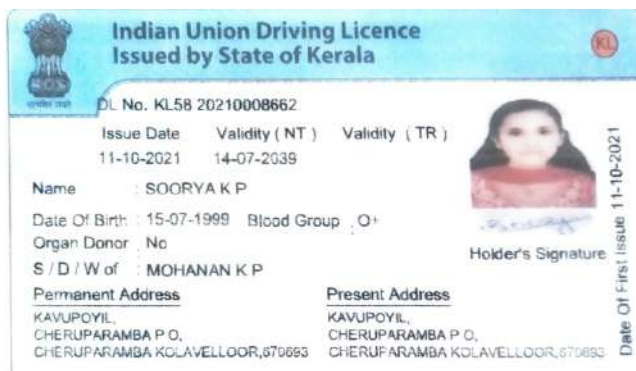 Indian Union Driving Licence
Issued by State of Kerala
KL
DL No. KL58 20210008662
Issue Date Validity ( NT ) Validity ( TR )
11-10-2021 14-07-2039
Name : SOORYA K P
Date Of Birth : 15-07-1999 Blood Group : O+
Organ Donor : No
S / D / W of : MOHANAN K P
Holder's Signature
Date Of First Issue 11-10-2021
Permanent Address Present Address
KAVUPOYIL, KAVUPOYIL,
CHERUPARAMBA P O, CHERUPARAMBA P O,
CHERUPARAMBA KOLAVELLOOR,670693 CHERUPARAMBA KOLAVELLOOR,670693